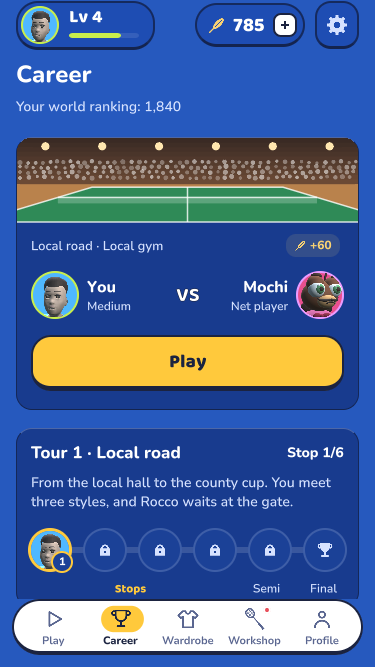 Lv 4
785
+
Career
Your world ranking: 1,840
Local road · Local gym
+60
You
Medium
VS
Mochi
Net player
Play
Tour 1 · Local road
Stop 1/6
From the local hall to the county cup. You meet
three styles, and Rocco waits at the gate.
1
Stops
Semi
Final
Play
Career
Wardrobe
Workshop
Profile